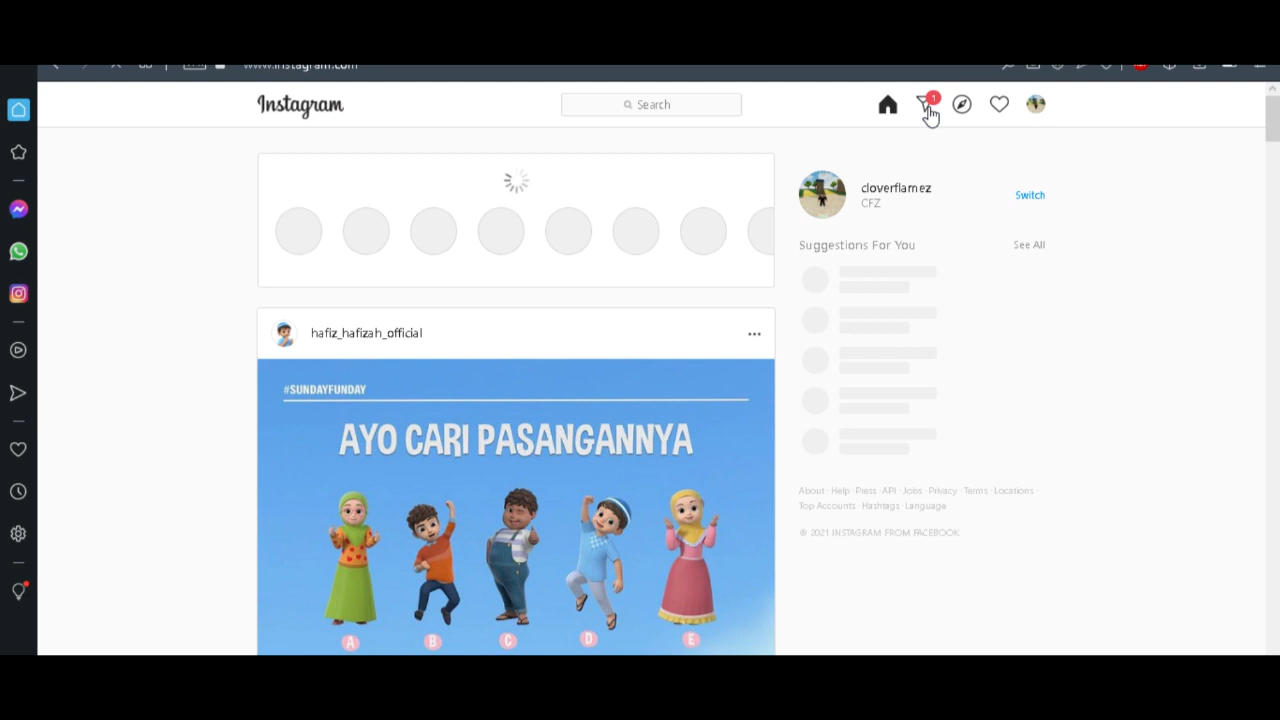 www.instagram.com
Instagram
Search
1
cloverflamez
CFZ
Switch
Suggestions For You
See All
hafiz_hafizah_official
#SUNDAYFUNDAY
AYO CARI PASANGANNYA
A B C D E
About · Help · Press · API · Jobs · Privacy · Terms · Locations ·
Top Accounts · Hashtags · Language
© 2021 INSTAGRAM FROM FACEBOOK